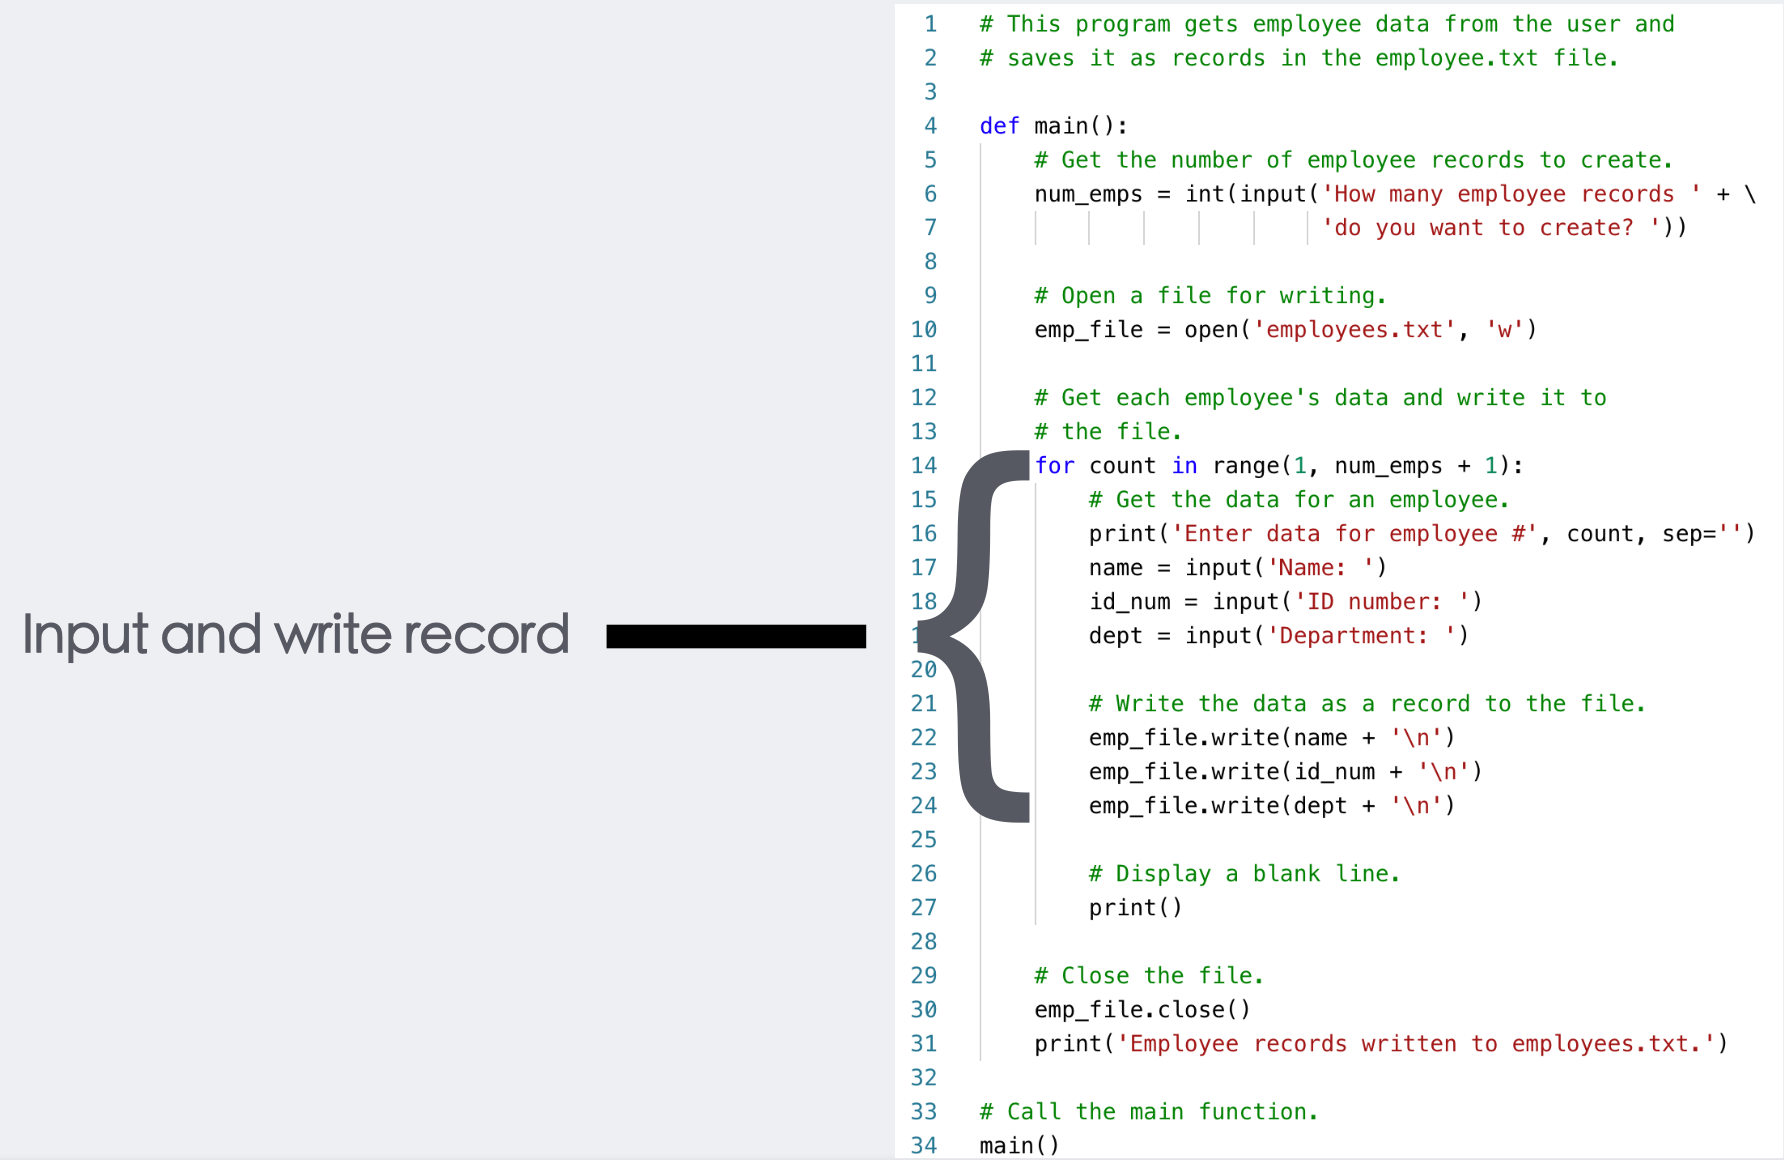 Input and write record
1 # This program gets employee data from the user and
2 # saves it as records in the employee.txt file.
3
4 def main():
5     # Get the number of employee records to create.
6     num_emps = int(input('How many employee records ' + \
7                          'do you want to create? '))
8
9     # Open a file for writing.
10     emp_file = open('employees.txt', 'w')
11
12     # Get each employee's data and write it to
13     # the file.
14     for count in range(1, num_emps + 1):
15         # Get the data for an employee.
16         print('Enter data for employee #', count, sep='')
17         name = input('Name: ')
18         id_num = input('ID number: ')
1         dept = input('Department: ')
20
21         # Write the data as a record to the file.
22         emp_file.write(name + '\n')
23         emp_file.write(id_num + '\n')
24         emp_file.write(dept + '\n')
25
26         # Display a blank line.
27         print()
28
29     # Close the file.
30     emp_file.close()
31     print('Employee records written to employees.txt.')
32
33 # Call the main function.
34 main()